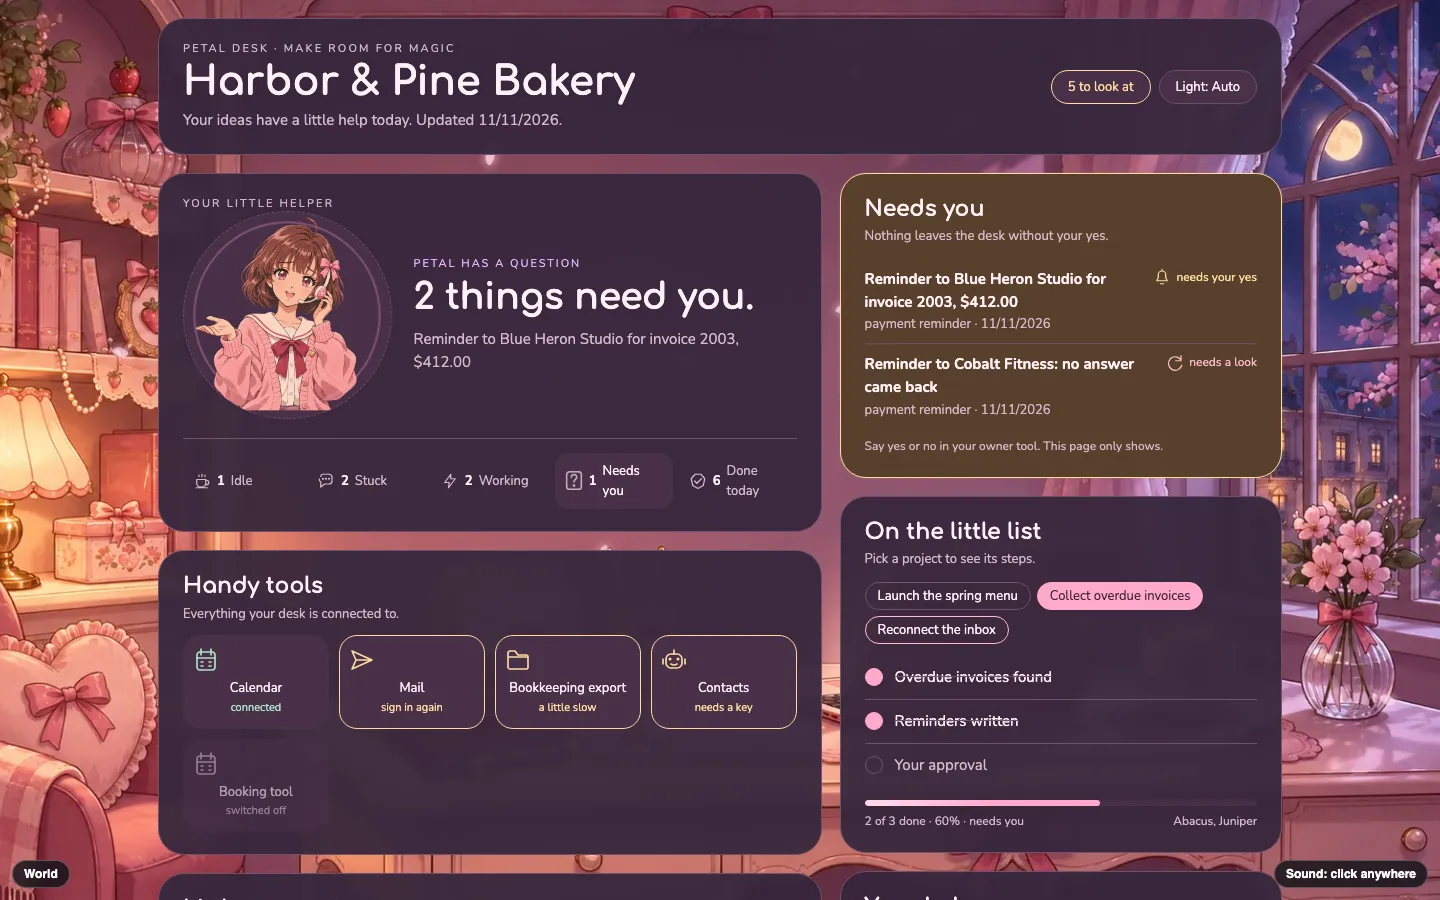 PETAL DESK · MAKE ROOM FOR MAGIC
Harbor & Pine Bakery
Your ideas have a little help today. Updated 11/11/2026.
5 to look at
Light: Auto
YOUR LITTLE HELPER
PETAL HAS A QUESTION
2 things need you.
Reminder to Blue Heron Studio for invoice 2003,
$412.00
1 Idle
2 Stuck
2 Working
1 Needs
you
6 Done
today
Needs you
Nothing leaves the desk without your yes.
Reminder to Blue Heron Studio for
invoice 2003, $412.00
needs your yes
payment reminder · 11/11/2026
Reminder to Cobalt Fitness: no answer
came back
needs a look
payment reminder · 11/11/2026
Say yes or no in your owner tool. This page only shows.
Handy tools
Everything your desk is connected to.
Calendar
connected
Mail
sign in again
Bookkeeping export
a little slow
Contacts
needs a key
Booking tool
switched off
On the little list
Pick a project to see its steps.
Launch the spring menu
Collect overdue invoices
Reconnect the inbox
Overdue invoices found
Reminders written
Your approval
2 of 3 done · 60% · needs you
Abacus, Juniper
World
Sound: click anywhere